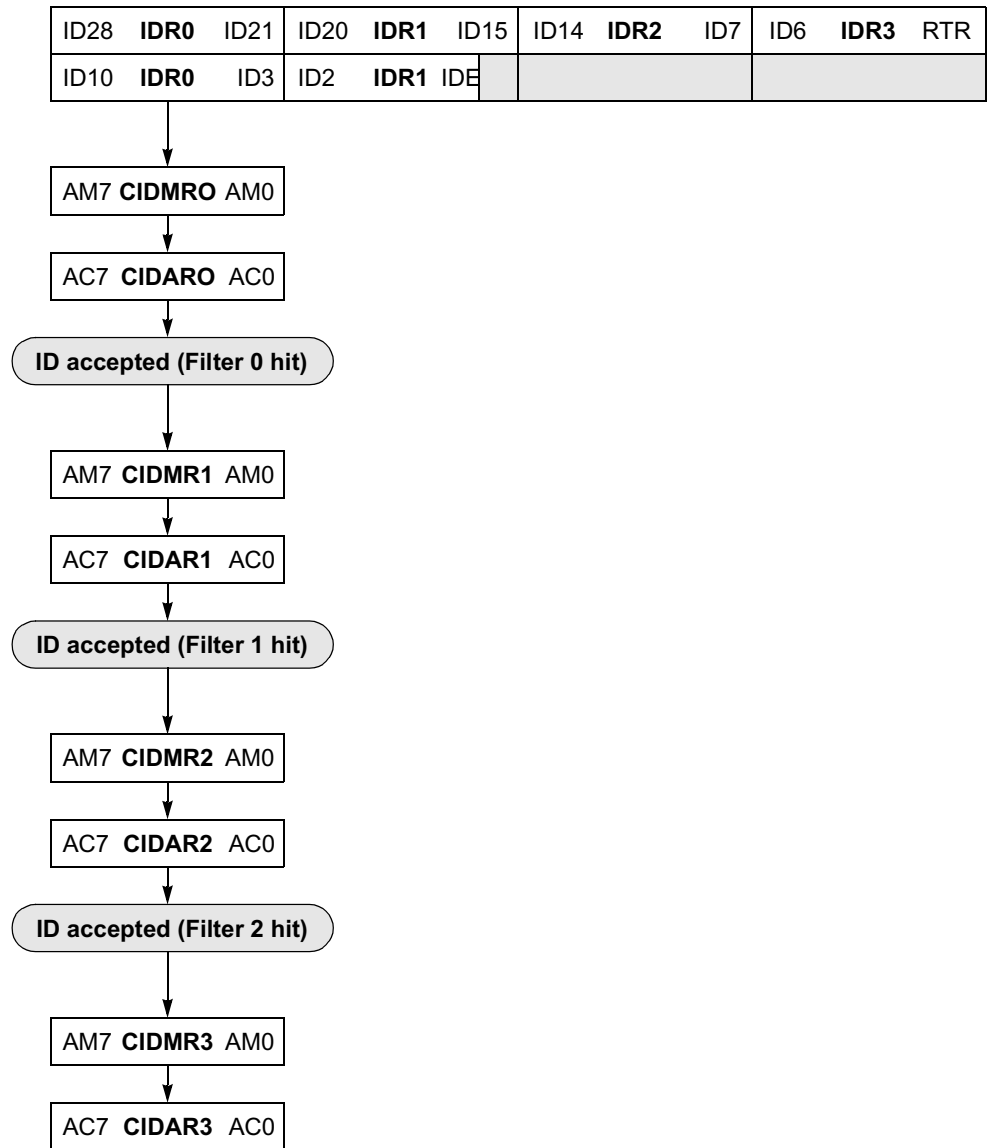 ID28 IDR0 ID21 ID20 IDR1 ID15 ID14 IDR2 ID7 ID6 IDR3 RTR
ID10 IDR0 ID3 ID2 IDR1 IDE
AM7 CIDMRO AM0
AC7 CIDARO AC0
ID accepted (Filter 0 hit)
AM7 CIDMR1 AM0
AC7 CIDAR1 AC0
ID accepted (Filter 1 hit)
AM7 CIDMR2 AM0
AC7 CIDAR2 AC0
ID accepted (Filter 2 hit)
AM7 CIDMR3 AM0
AC7 CIDAR3 AC0